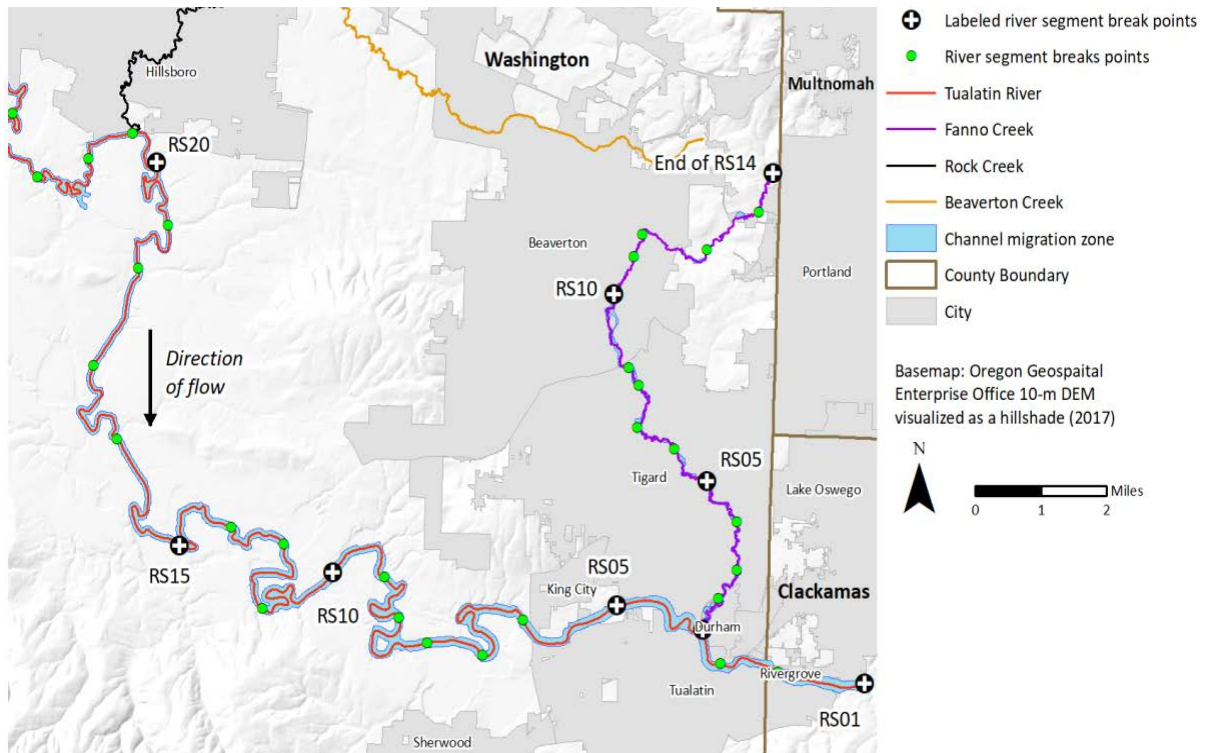 Hillsboro
Washington
Multnomah
RS20
End of RS14
Beaverton
Portland
RS10
Direction
of flow
RS05
Tigard
Lake Oswego
RS15
RS10
RS05
King City
Clackamas
Durham
Rivergrove
Tualatin
RS01
Sherwood
Labeled river segment break points
River segment breaks points
Tualatin River
Fanno Creek
Rock Creek
Beaverton Creek
Channel migration zone
County Boundary
City
Basemap: Oregon Geospaital
Enterprise Office 10-m DEM
visualized as a hillshade (2017)
N
Miles
0 1 2